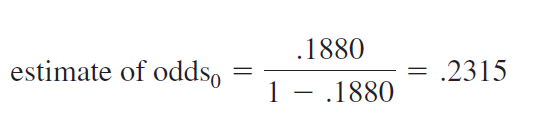 estimate of odds₀ = .1880 / 1 − .1880 = .2315